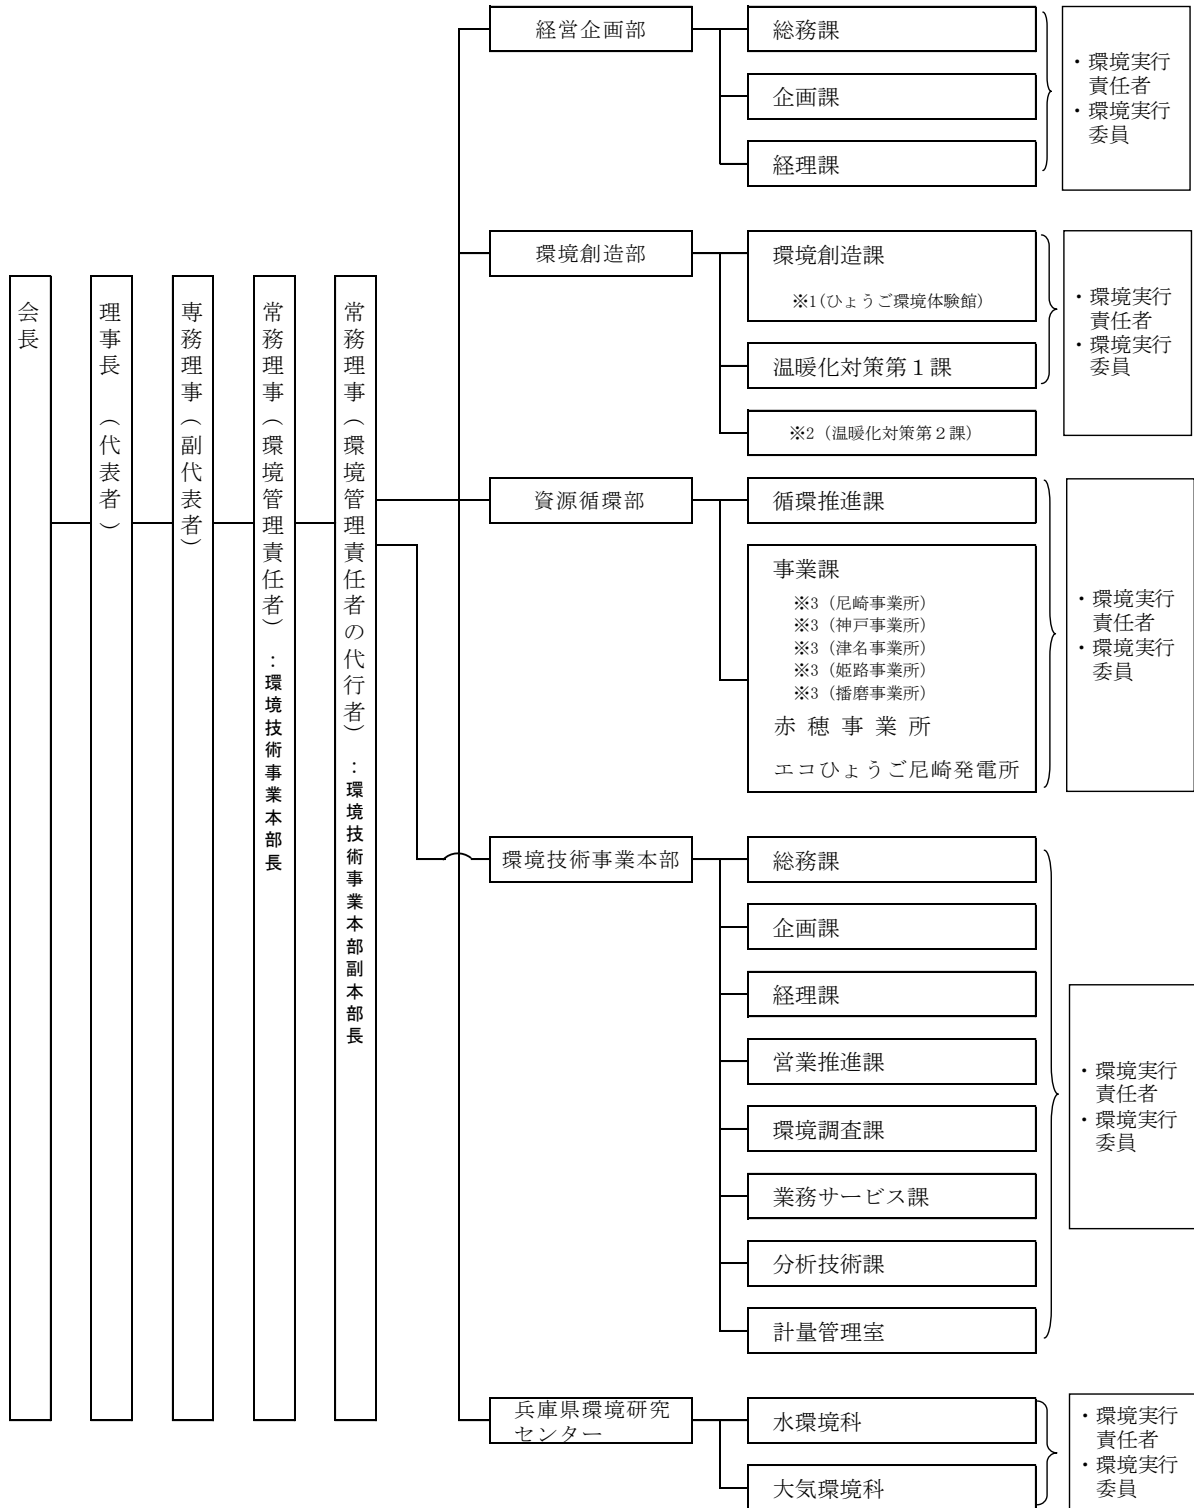 会長
理事長 （代表者）
専務理事（副代表者）
常務理事（環境管理責任者）：環境技術事業本部長
常務理事（環境管理責任者の代行者）：環境技術事業本部副本部長
経営企画部
総務課
企画課
経理課
・環境実行
責任者
・環境実行
委員
環境創造部
環境創造課
※1(ひょうご環境体験館)
温暖化対策第１課
※2（温暖化対策第２課）
・環境実行
責任者
・環境実行
委員
資源循環部
循環推進課
事業課
※3（尼崎事業所）
※3（神戸事業所）
※3（津名事業所）
※3（姫路事業所）
※3（播磨事業所）
赤穂事業所
エコひょうご尼崎発電所
・環境実行
責任者
・環境実行
委員
環境技術事業本部
総務課
企画課
経理課
営業推進課
環境調査課
業務サービス課
分析技術課
計量管理室
・環境実行
責任者
・環境実行
委員
兵庫県環境研究
センター
水環境科
大気環境科
・環境実行
責任者
・環境実行
委員